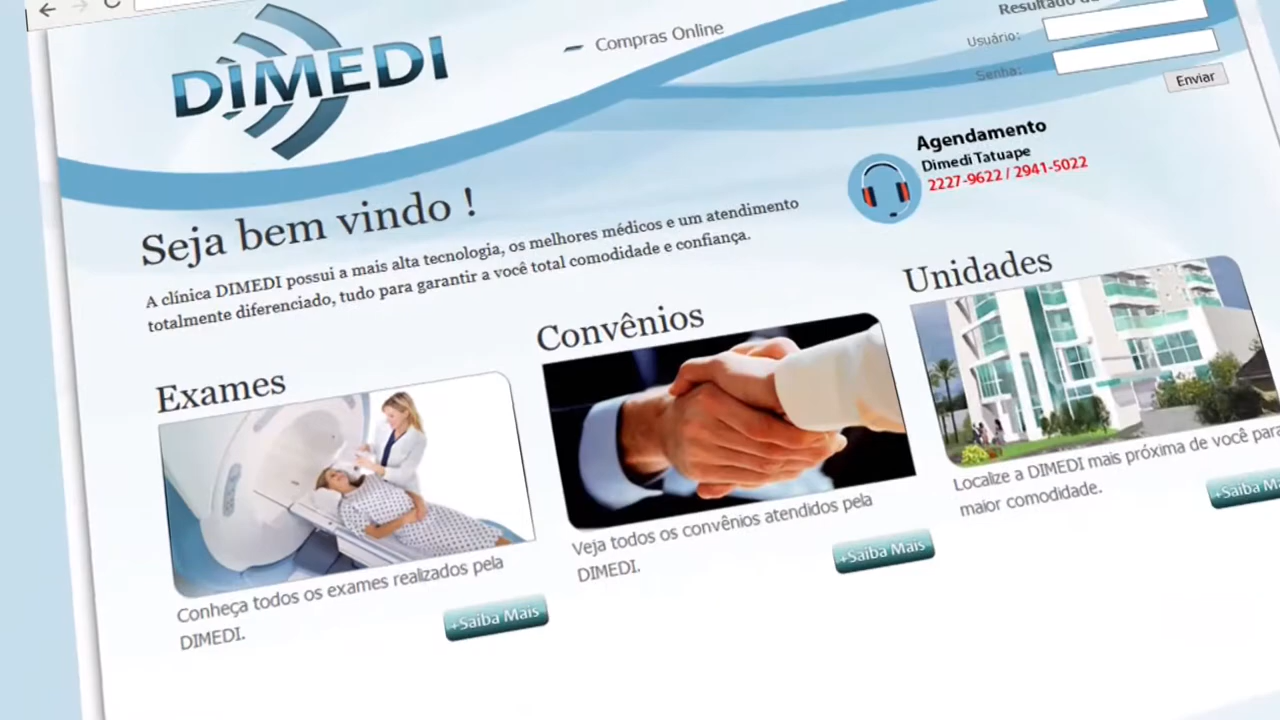 DIMEDI
Compras Online
Resultado
Usuário:
Senha:
Enviar
Agendamento
Dimedi Tatuape
2227-9622 / 2941-5022
Seja bem vindo !
A clínica DIMEDI possui a mais alta tecnologia, os melhores médicos e um atendimento
totalmente diferenciado, tudo para garantir a você total comodidade e confiança.
Exames
Conheça todos os exames realizados pela
DIMEDI.
+Saiba Mais
Convênios
Veja todos os convênios atendidos pela
DIMEDI.
+Saiba Mais
Unidades
Localize a DIMEDI mais próxima de você para
maior comodidade.
+Saiba